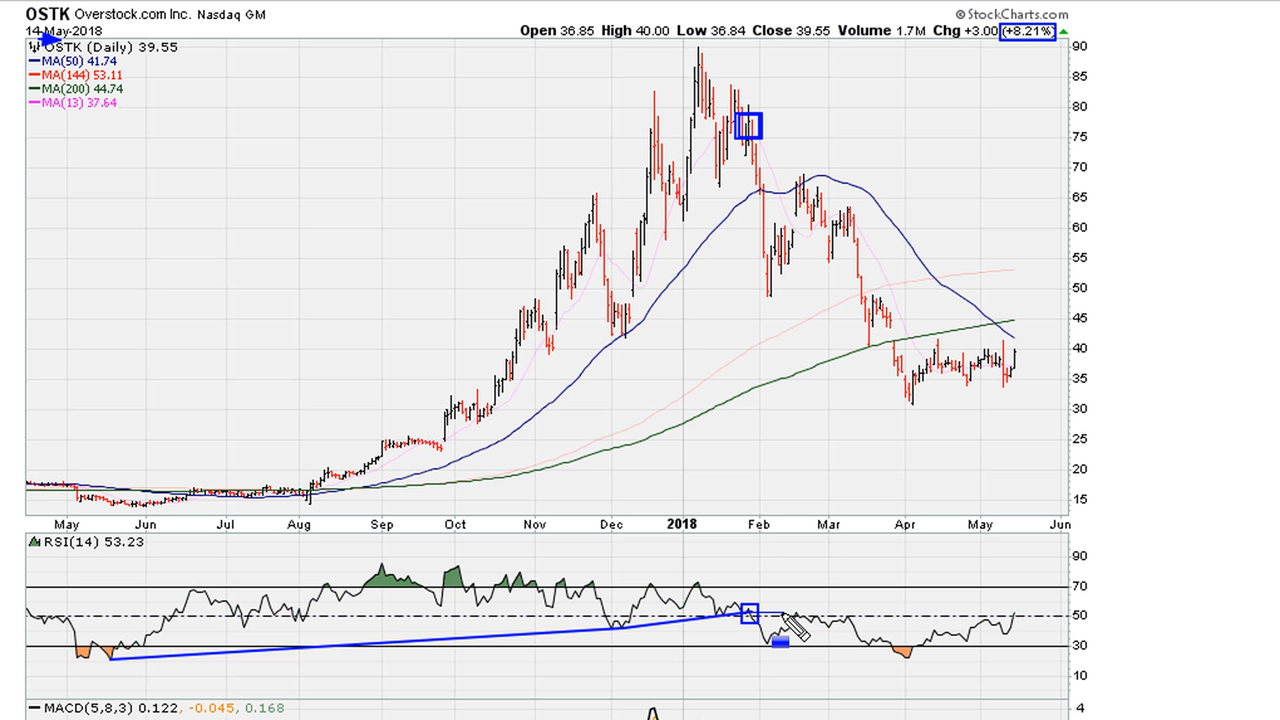 OSTK Overstock.com Inc. Nasdaq GM
© StockCharts.com
14-May-2018
Open 36.85 High 40.00 Low 36.84 Close 39.55 Volume 1.7M Chg +3.00 (+8.21%)
OSTK (Daily) 39.55
MA(50) 41.74
MA(144) 53.11
MA(200) 44.74
MA(13) 37.64
90
85
80
75
70
65
60
55
50
45
40
35
30
25
20
15
May Jun Jul Aug Sep Oct Nov Dec 2018 Feb Mar Apr May Jun
RSI(14) 53.23
90
70
50
30
10
MACD(5,8,3) 0.122, -0.045, 0.168
4